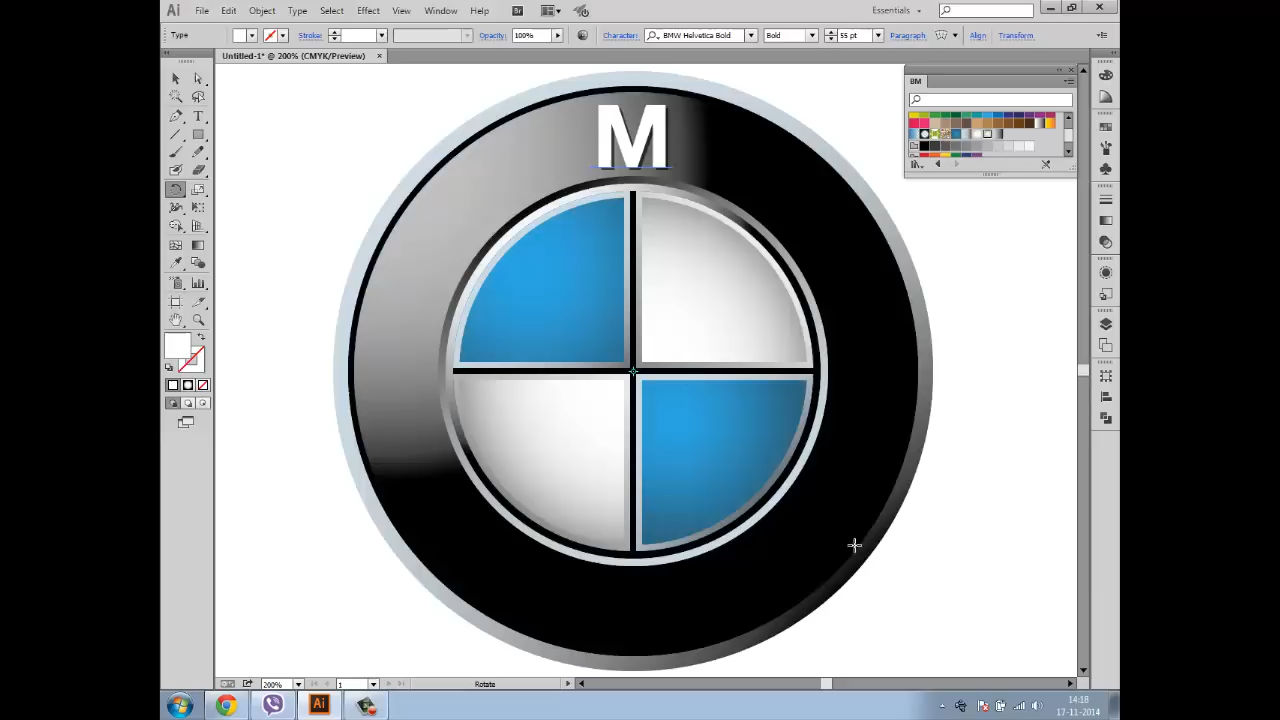 Ai File Edit Object Type Select Effect View Window Help Br Essentials
Type Stroke: Opacity: 100% Character: BMW Helvetica Bold Bold 55 pt Paragraph Align Transform
Untitled-1* @ 200% (CMYK/Preview) ×
BM
M
200% 1 Rotate
Ai 14:18
17-11-2014